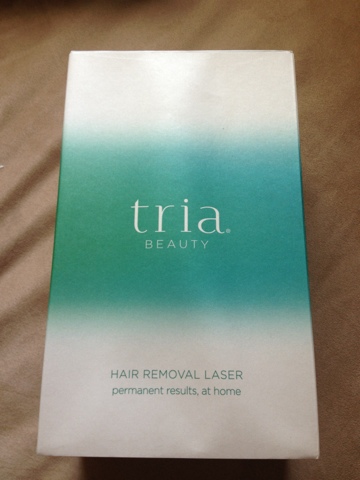 tria®
BEAUTY
HAIR REMOVAL LASER
permanent results, at home